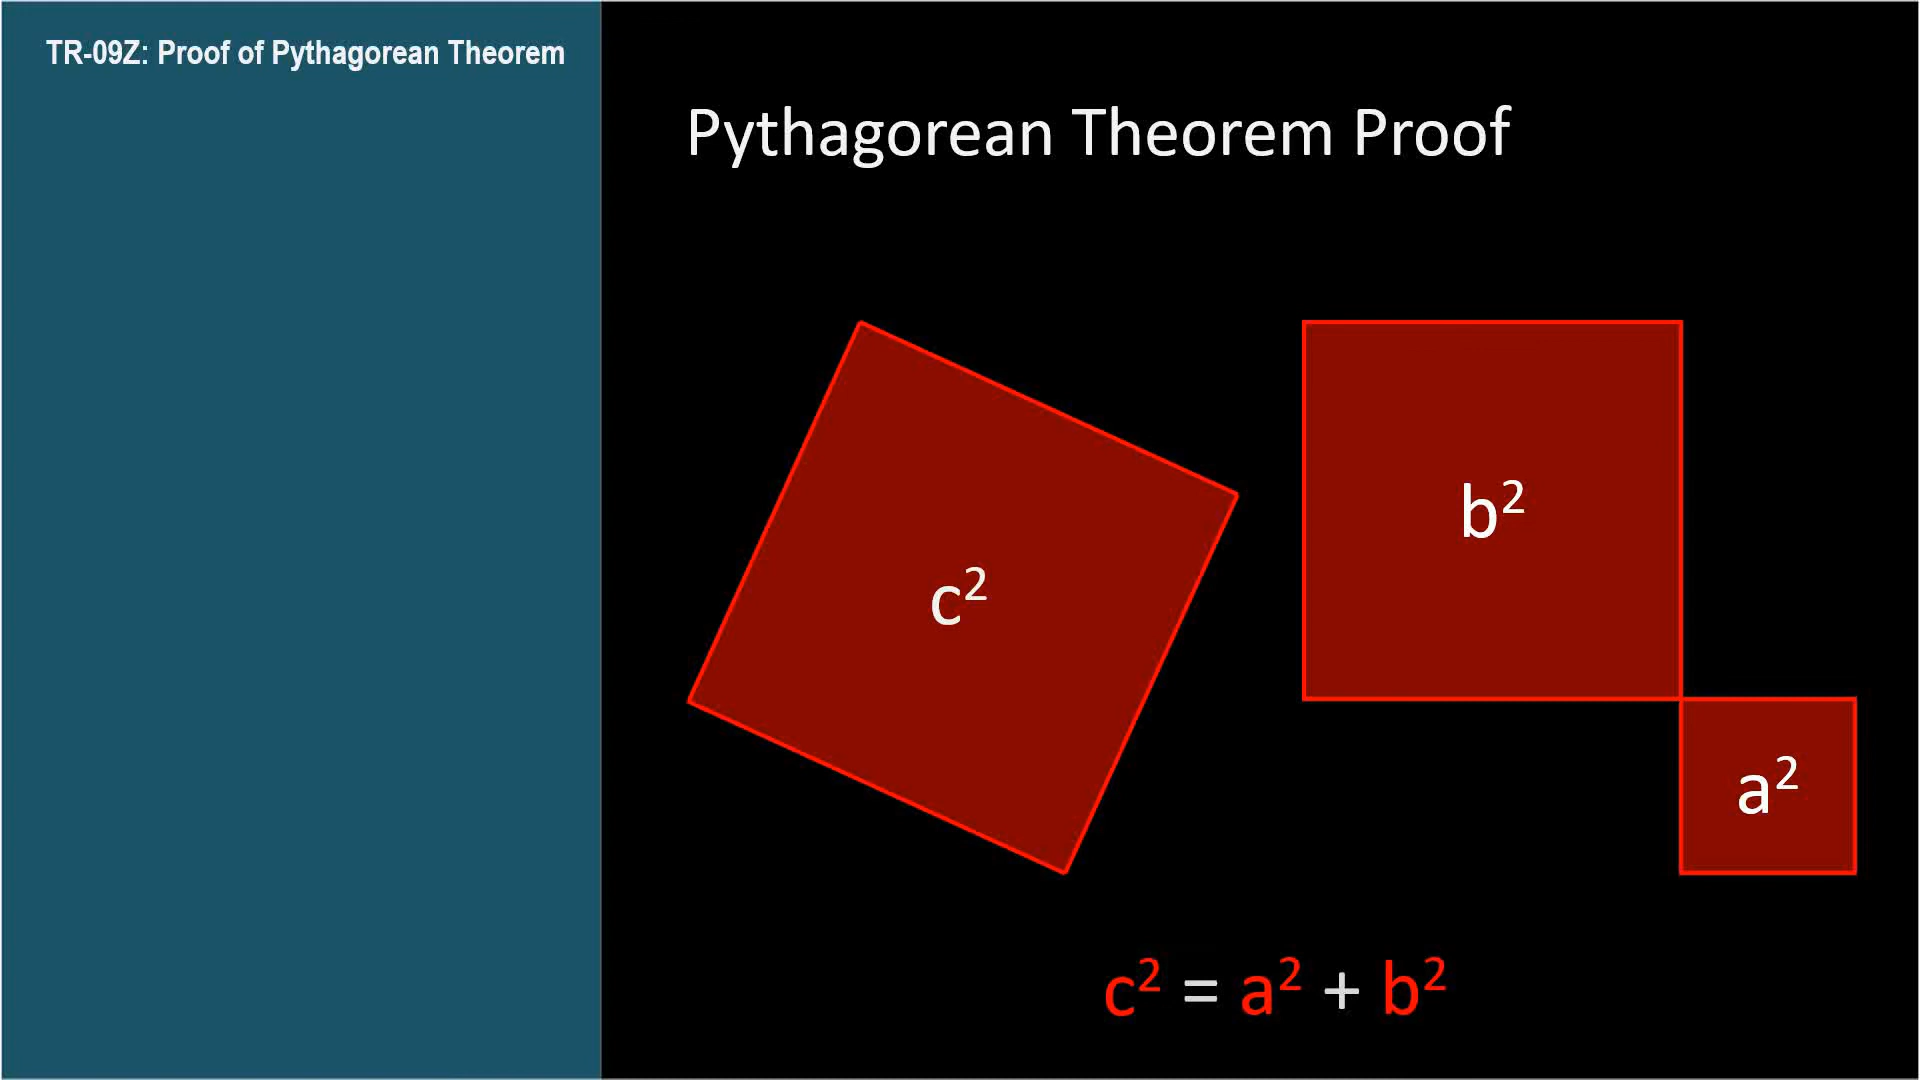 TR-09Z: Proof of Pythagorean Theorem
Pythagorean Theorem Proof
c²
b²
a²
c² = a² + b²